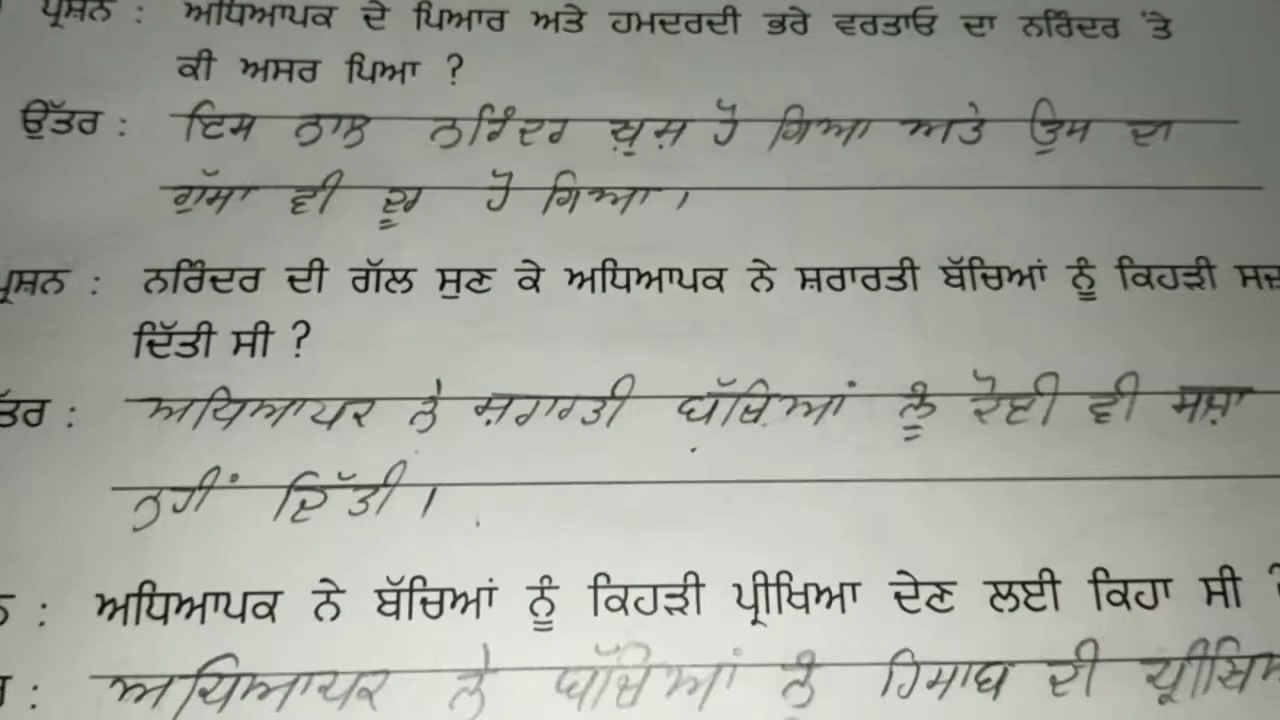 ਪ੍ਰਸ਼ਨ : ਅਧਿਆਪਕ ਦੇ ਪਿਆਰ ਅਤੇ ਹਮਦਰਦੀ ਭਰੇ ਵਰਤਾਓ ਦਾ ਨਰਿੰਦਰ 'ਤੇ
ਕੀ ਅਸਰ ਪਿਆ ?
ਉੱਤਰ : ਇਸ ਨਾਲ ਨਰਿੰਦਰ ਖ਼ੁਸ਼ ਹੋ ਗਿਆ ਅਤੇ ਉਸ ਦਾ
ਗੁੱਸਾ ਵੀ ਦੂਰ ਹੋ ਗਿਆ।
ਪ੍ਰਸ਼ਨ : ਨਰਿੰਦਰ ਦੀ ਗੱਲ ਸੁਣ ਕੇ ਅਧਿਆਪਕ ਨੇ ਸ਼ਰਾਰਤੀ ਬੱਚਿਆਂ ਨੂੰ ਕਿਹੜੀ
ਦਿੱਤੀ ਸੀ ?
ਤਰ : ਅਧਿਆਪਕ ਨੇ ਸ਼ਰਾਰਤੀ ਬੱਚਿਆਂ ਨੂੰ ਕੋਈ ਵੀ ਸਜ਼ਾ
ਨਹੀਂ ਦਿੱਤੀ।
: ਅਧਿਆਪਕ ਨੇ ਬੱਚਿਆਂ ਨੂੰ ਕਿਹੜੀ ਪ੍ਰੀਖਿਆ ਦੇਣ ਲਈ ਕਿਹਾ ਸੀ ?
: ਅਧਿਆਪਕ ਨੇ ਬੱਚਿਆਂ ਨੂੰ ਹਿਸਾਬ ਦੀ